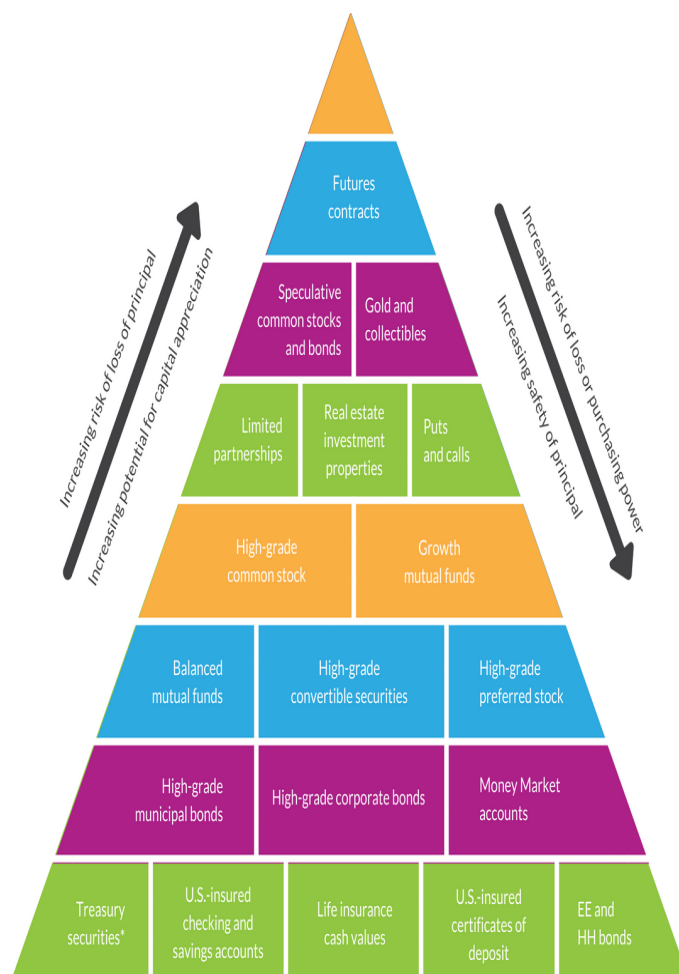 Futures
contracts
Increasing risk of loss of principal
Increasing potential for capital appreciation
Increasing risk of loss or purchasing power
Increasing safety of principal
Speculative
common stocks
and bonds
Gold and
collectibles
Limited
partnerships
Real estate
investment
properties
Puts
and calls
High-grade
common stock
Growth
mutual funds
Balanced
mutual funds
High-grade
convertible securities
High-grade
preferred stock
High-grade
municipal bonds
High-grade corporate bonds
Money Market
accounts
Treasury
securities*
U.S.-insured
checking and
savings accounts
Life insurance
cash values
U.S.-insured
certificates of
deposit
EE and
HH bonds